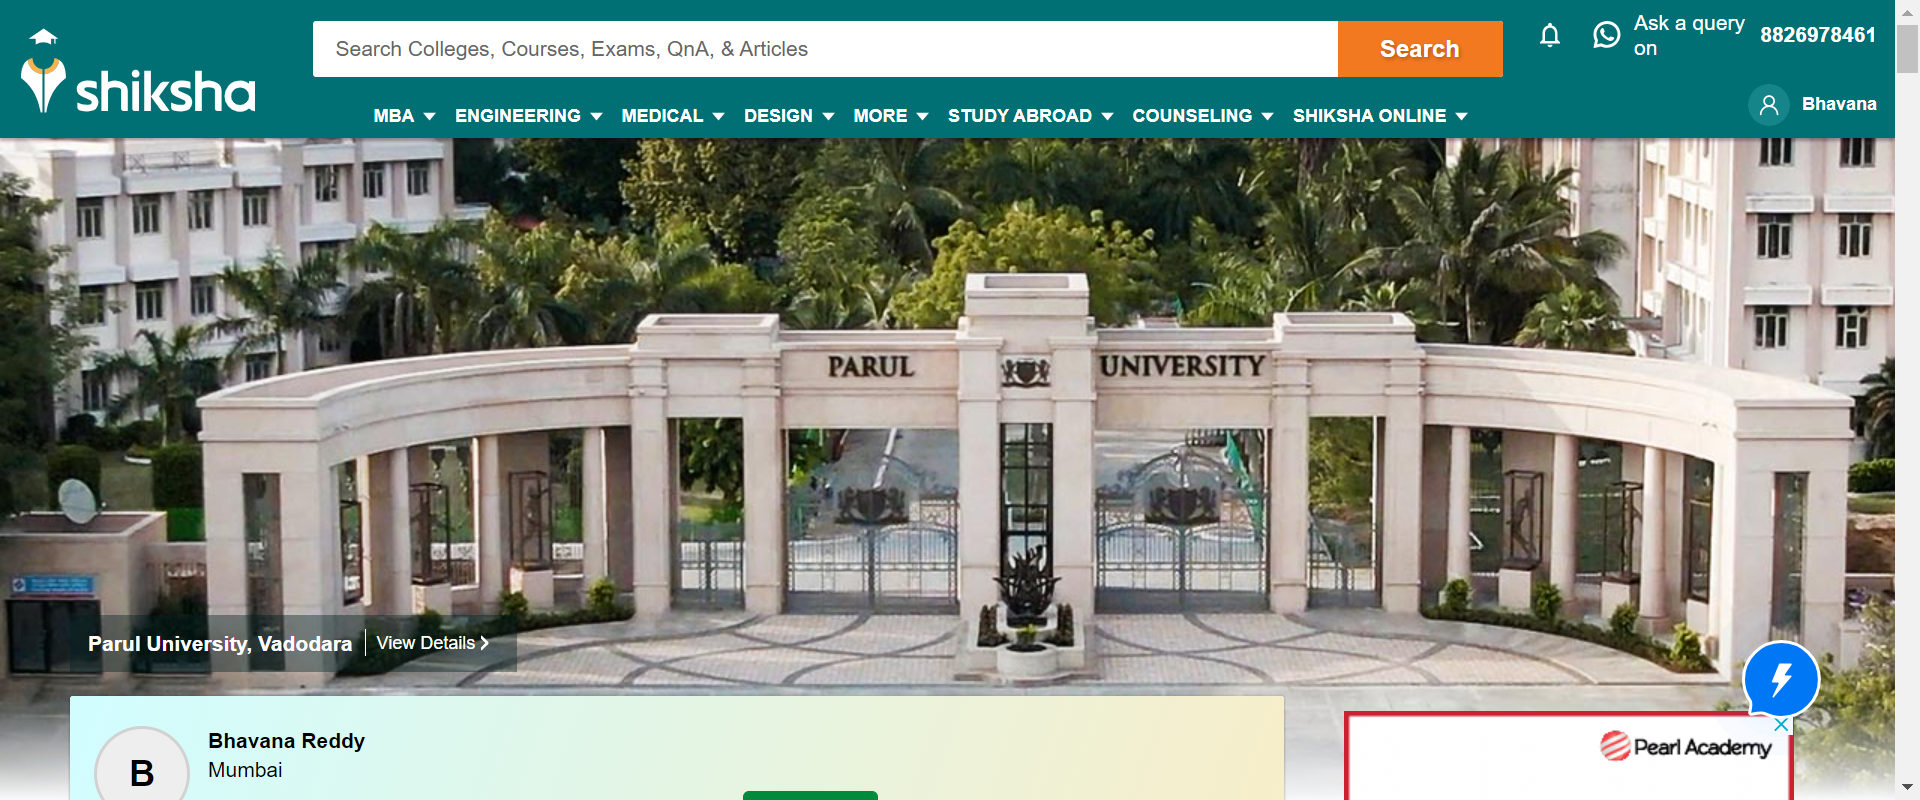 shiksha
Search Colleges, Courses, Exams, QnA, & Articles
Search
Ask a query on
8826978461
MBA
ENGINEERING
MEDICAL
DESIGN
MORE
STUDY ABROAD
COUNSELING
SHIKSHA ONLINE
Bhavana
PARUL UNIVERSITY
Parul University, Vadodara
View Details
B
Bhavana Reddy
Mumbai
Pearl Academy